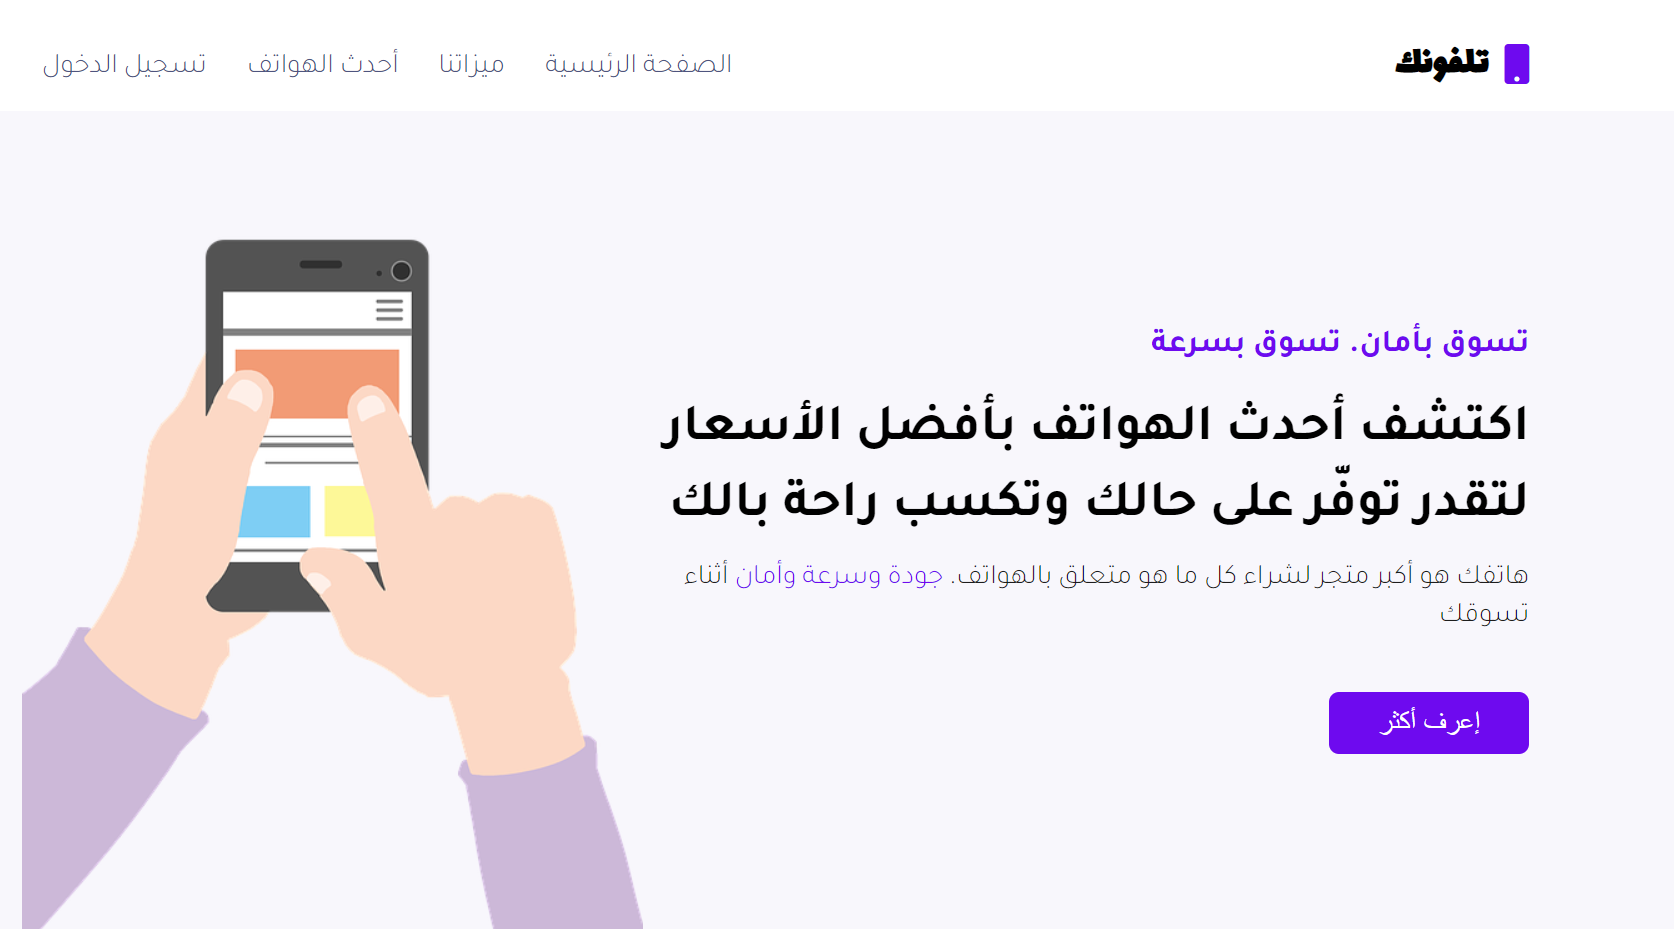 تلفونك
الصفحة الرئيسية
ميزاتنا
أحدث الهواتف
تسجيل الدخول
تسوق بأمان. تسوق بسرعة
اكتشف أحدث الهواتف بأفضل الأسعار
لتقدر توفّر على حالك وتكسب راحة بالك
هاتفك هو أكبر متجر لشراء كل ما هو متعلق بالهواتف. جودة وسرعة وأمان أثناء
تسوقك
إعرف أكثر